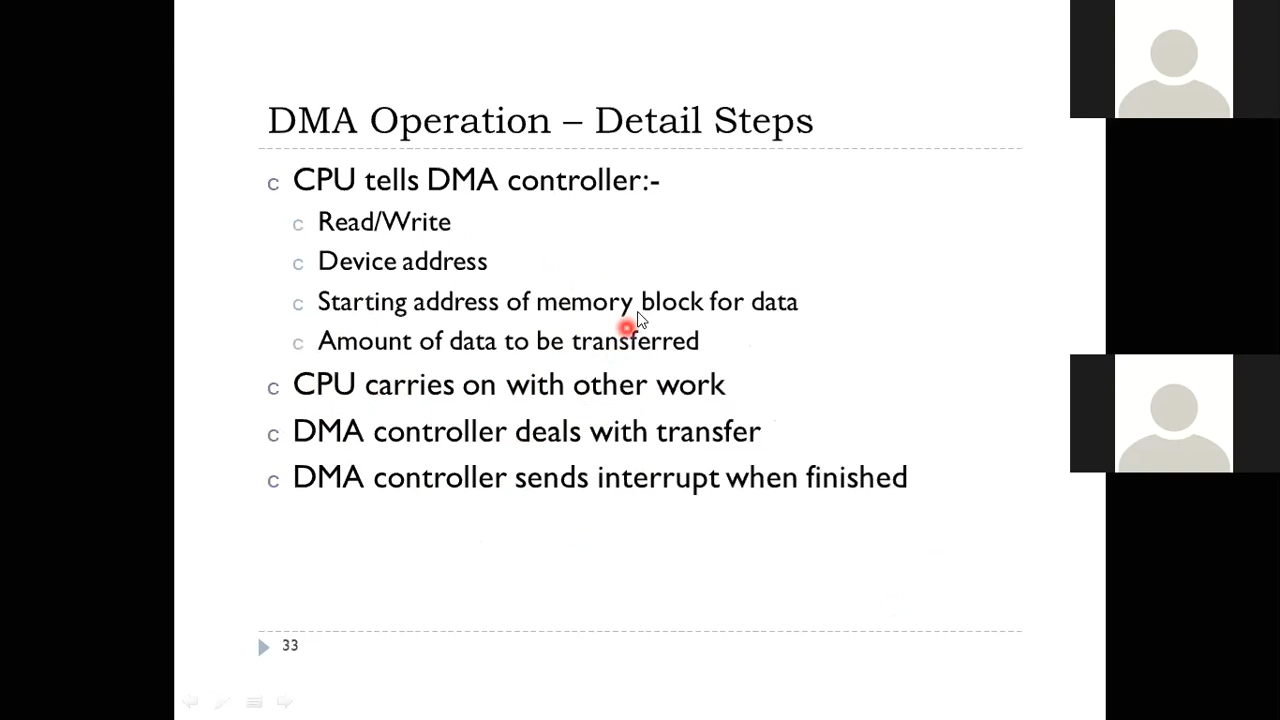 DMA Operation – Detail Steps
c CPU tells DMA controller:-
c Read/Write
c Device address
c Starting address of memory block for data
c Amount of data to be transferred
c CPU carries on with other work
c DMA controller deals with transfer
c DMA controller sends interrupt when finished
33